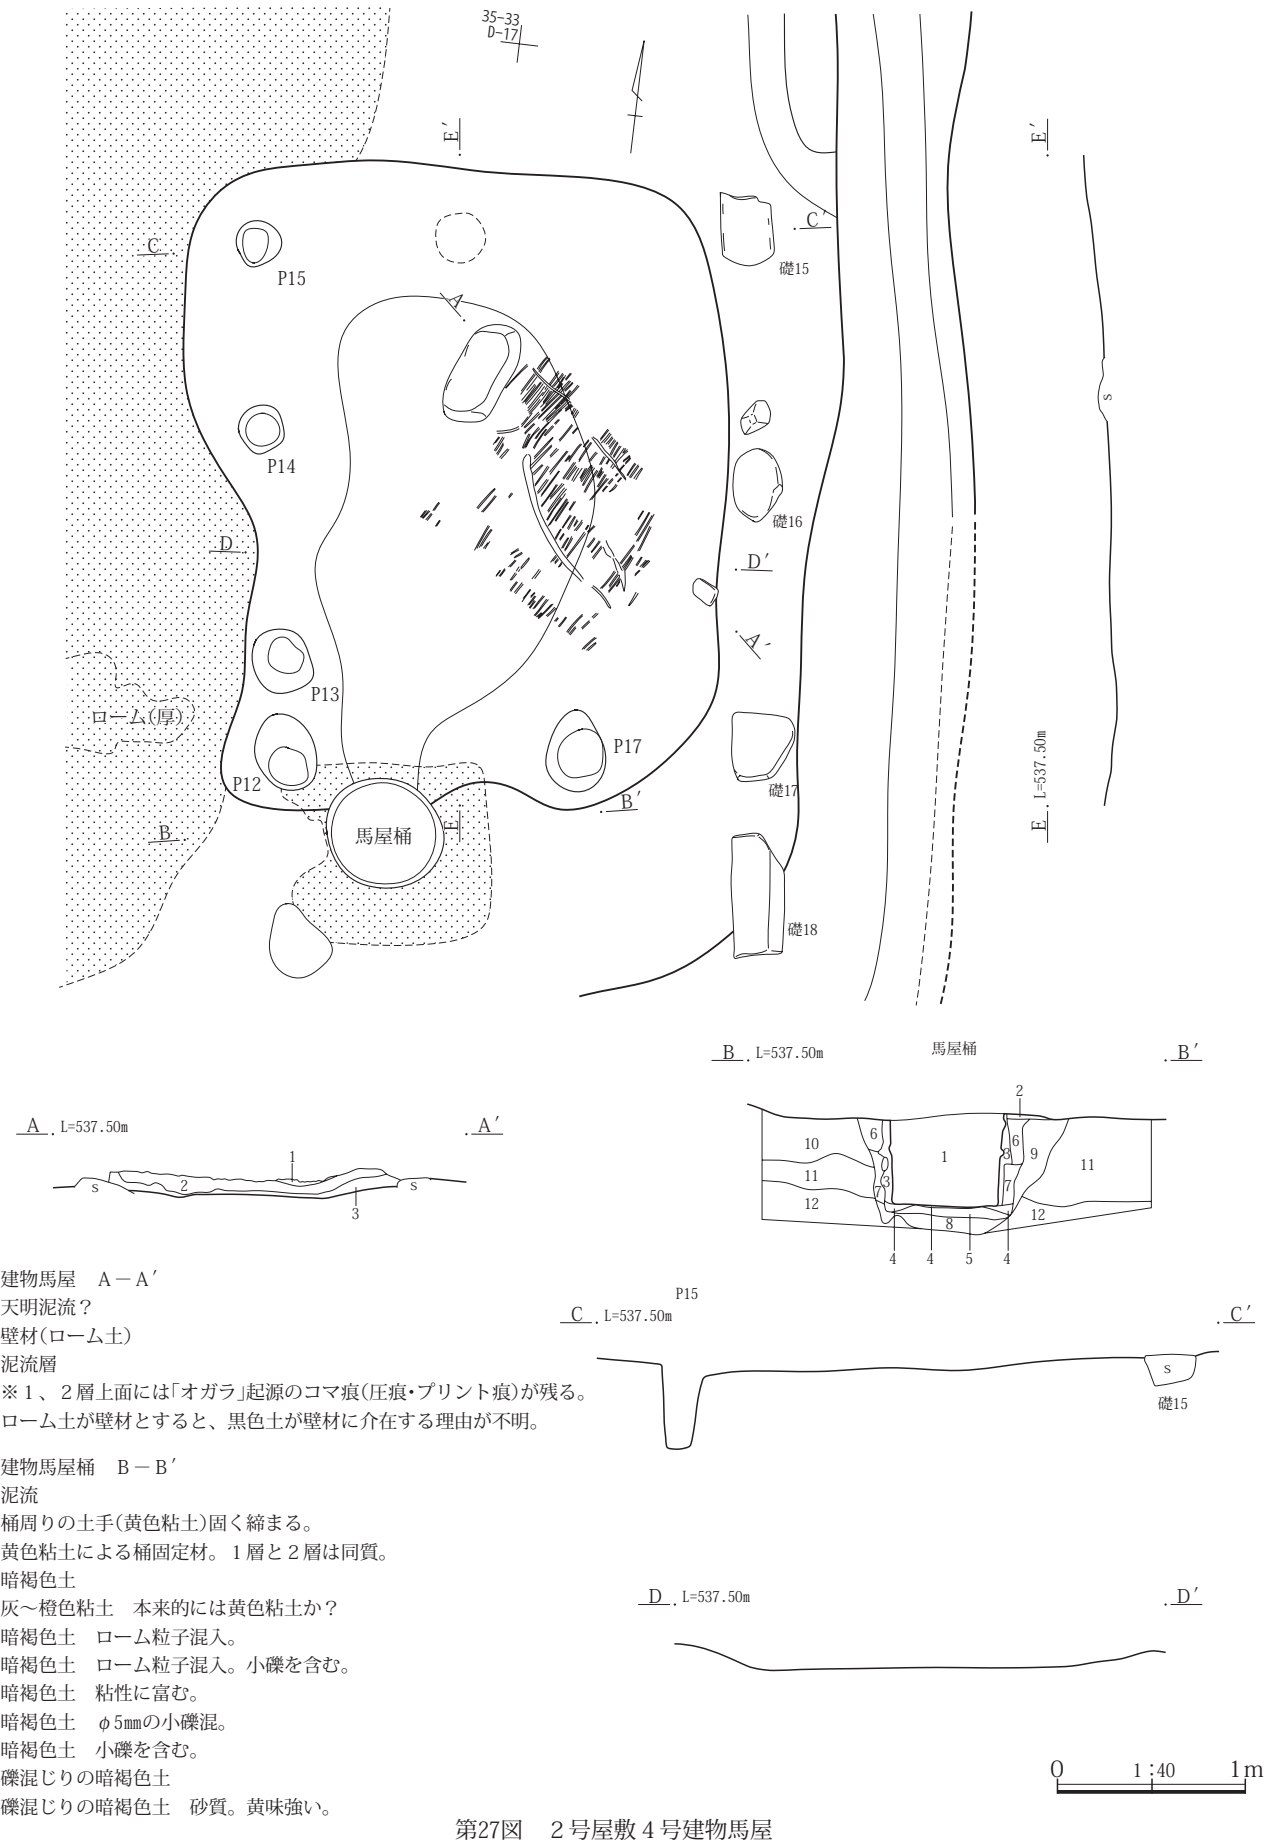 35-33
D-17
E′
E′
C
C′
P15
礎15
A
S
P14
礎16
D
D′
A′
P13
ローム(厚)
P12
P17
礎17
B
B′
馬屋桶
E
E L=537.50m
礎18
B L=537.50m 馬屋桶 B′
A L=537.50m A′
2
10 6 1 3 6 9 11
11 3 7 7
12 8 12
4 4 5 4
1
S 2 S
3
建物馬屋 A－A′
天明泥流？
壁材(ローム土)
泥流層
※１、２層上面には｢オガラ｣起源のコマ痕(圧痕・プリント痕)が残る。
ローム土が壁材とすると、黒色土が壁材に介在する理由が不明。
P15
C L=537.50m C′
S
礎15
建物馬屋桶 B－B′
泥流
桶周りの土手(黄色粘土)固く締まる。
黄色粘土による桶固定材。１層と２層は同質。
暗褐色土
灰～橙色粘土 本来的には黄色粘土か？
暗褐色土 ローム粒子混入。
暗褐色土 ローム粒子混入。小礫を含む。
暗褐色土 粘性に富む。
暗褐色土 φ5㎜の小礫混。
暗褐色土 小礫を含む。
礫混じりの暗褐色土
礫混じりの暗褐色土 砂質。黄味強い。
D L=537.50m D′
0 1：40 1m
第27図 ２号屋敷４号建物馬屋